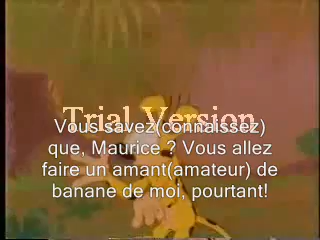 Trial Version
Vous savez(connaissez)
que, Maurice ? Vous allez
faire un amant(amateur) de
banane de moi, pourtant!